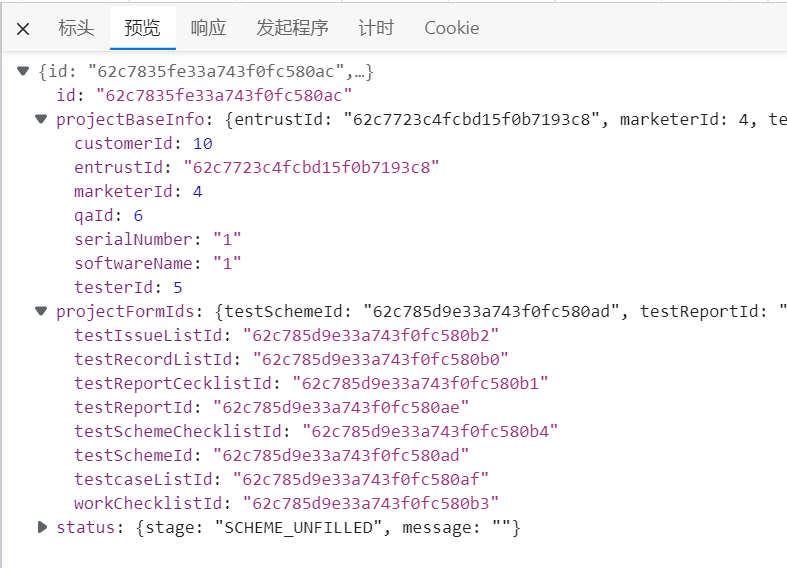 标头 预览 响应 发起程序 计时 Cookie
{id: "62c7835fe33a743f0fc580ac",…}
id: "62c7835fe33a743f0fc580ac"
projectBaseInfo: {entrustId: "62c7723c4fcbd15f0b7193c8", marketerId: 4, te
customerId: 10
entrustId: "62c7723c4fcbd15f0b7193c8"
marketerId: 4
qaId: 6
serialNumber: "1"
softwareName: "1"
testerId: 5
projectFormIds: {testSchemeId: "62c785d9e33a743f0fc580ad", testReportId: "
testIssueListId: "62c785d9e33a743f0fc580b2"
testRecordListId: "62c785d9e33a743f0fc580b0"
testReportCecklistId: "62c785d9e33a743f0fc580b1"
testReportId: "62c785d9e33a743f0fc580ae"
testSchemeChecklistId: "62c785d9e33a743f0fc580b4"
testSchemeId: "62c785d9e33a743f0fc580ad"
testcaseListId: "62c785d9e33a743f0fc580af"
workChecklistId: "62c785d9e33a743f0fc580b3"
status: {stage: "SCHEME_UNFILLED", message: ""}